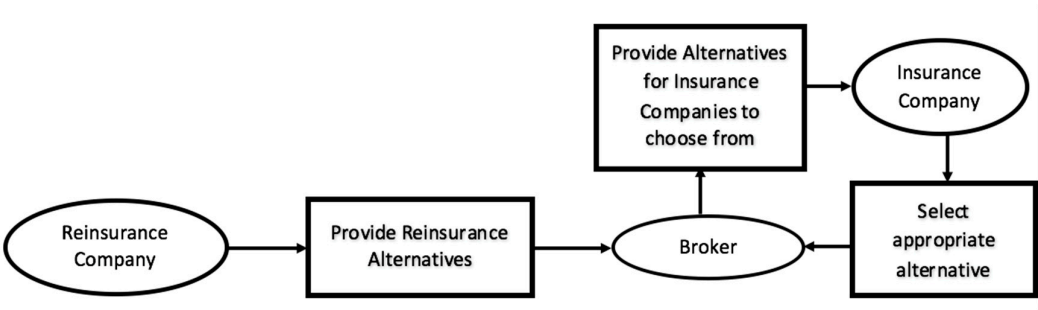 Provide Alternatives
for Insurance
Companies to
choose from
Insurance
Company
Reinsurance
Company
Provide Reinsurance
Alternatives
Broker
Select
appropriate
alternative